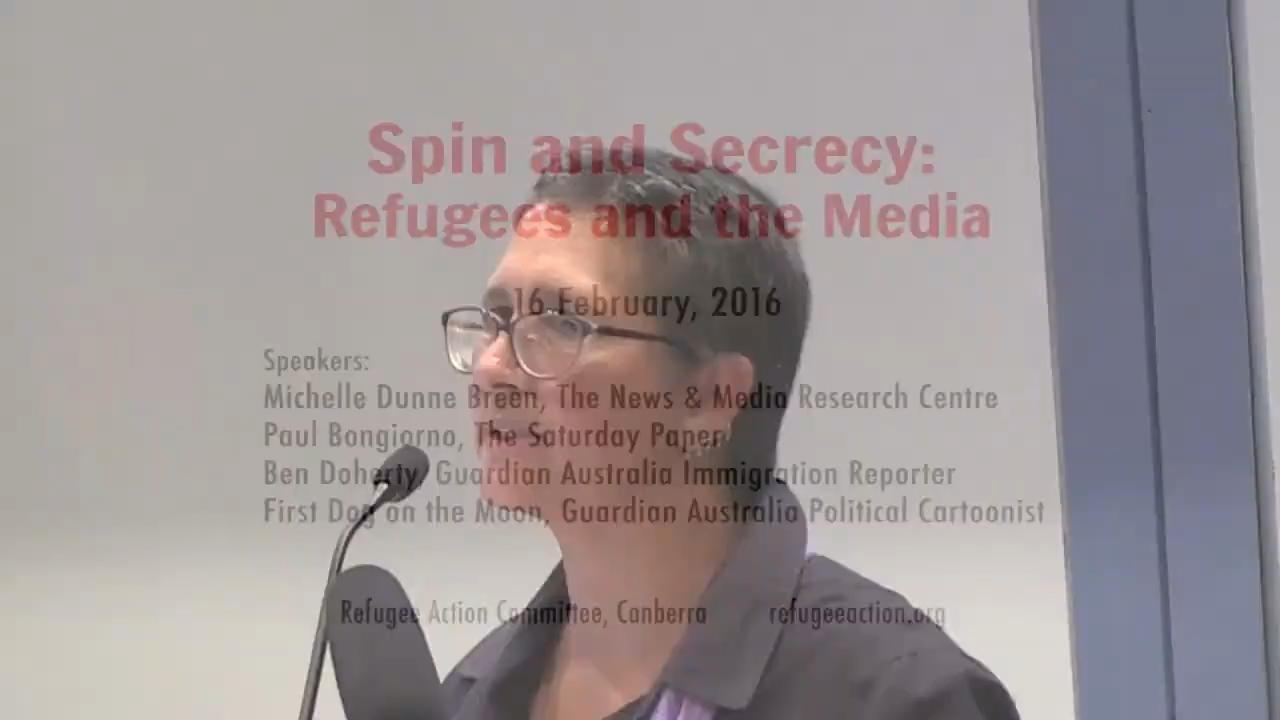 Spin and Secrecy:
Refugees and the Media
16 February, 2016
Speakers:
Michelle Dunne Breen, The News & Media Research Centre
Paul Bongiorno, The Saturday Paper
Ben Doherty, Guardian Australia Immigration Reporter
First Dog on the Moon, Guardian Australia Political Cartoonist
Refugee Action Committee, Canberra refugeeaction.org